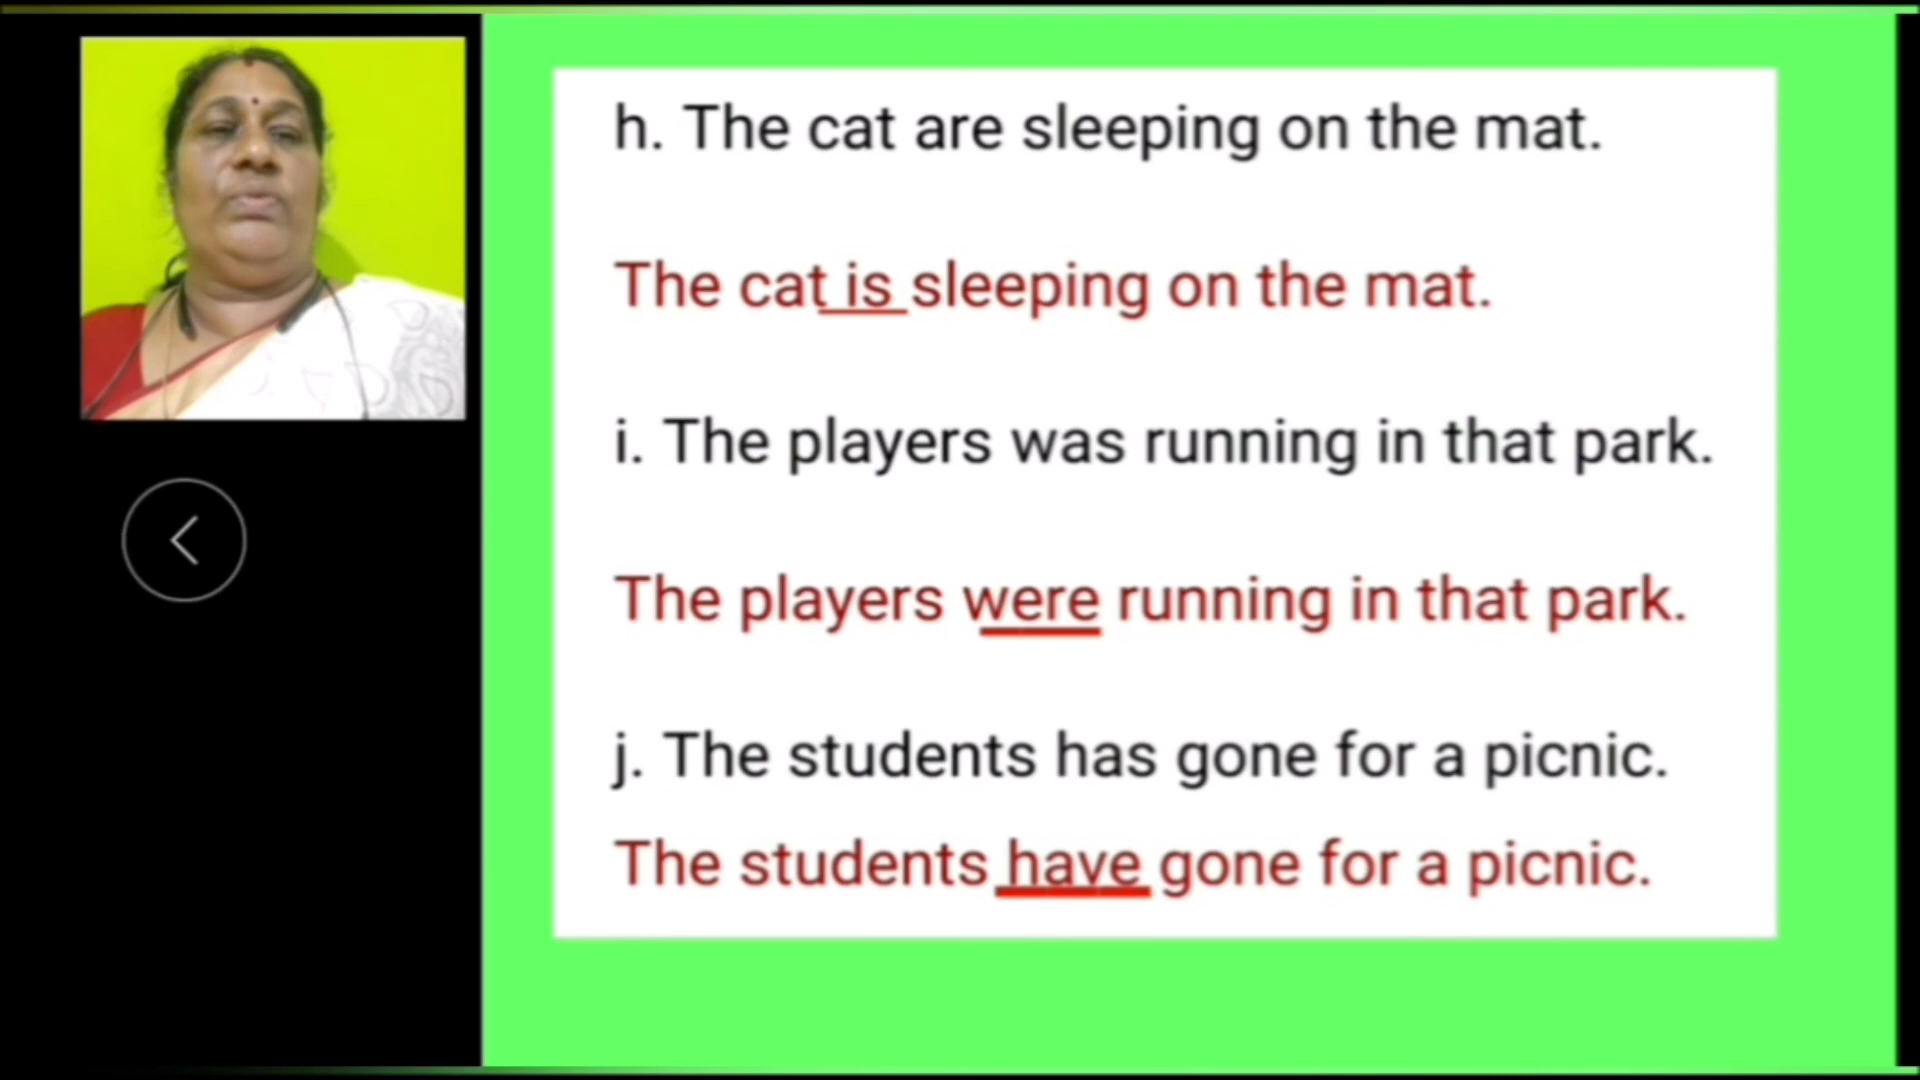 h. The cat are sleeping on the mat.
The cat is sleeping on the mat.
i. The players was running in that park.
The players were running in that park.
j. The students has gone for a picnic.
The students have gone for a picnic.